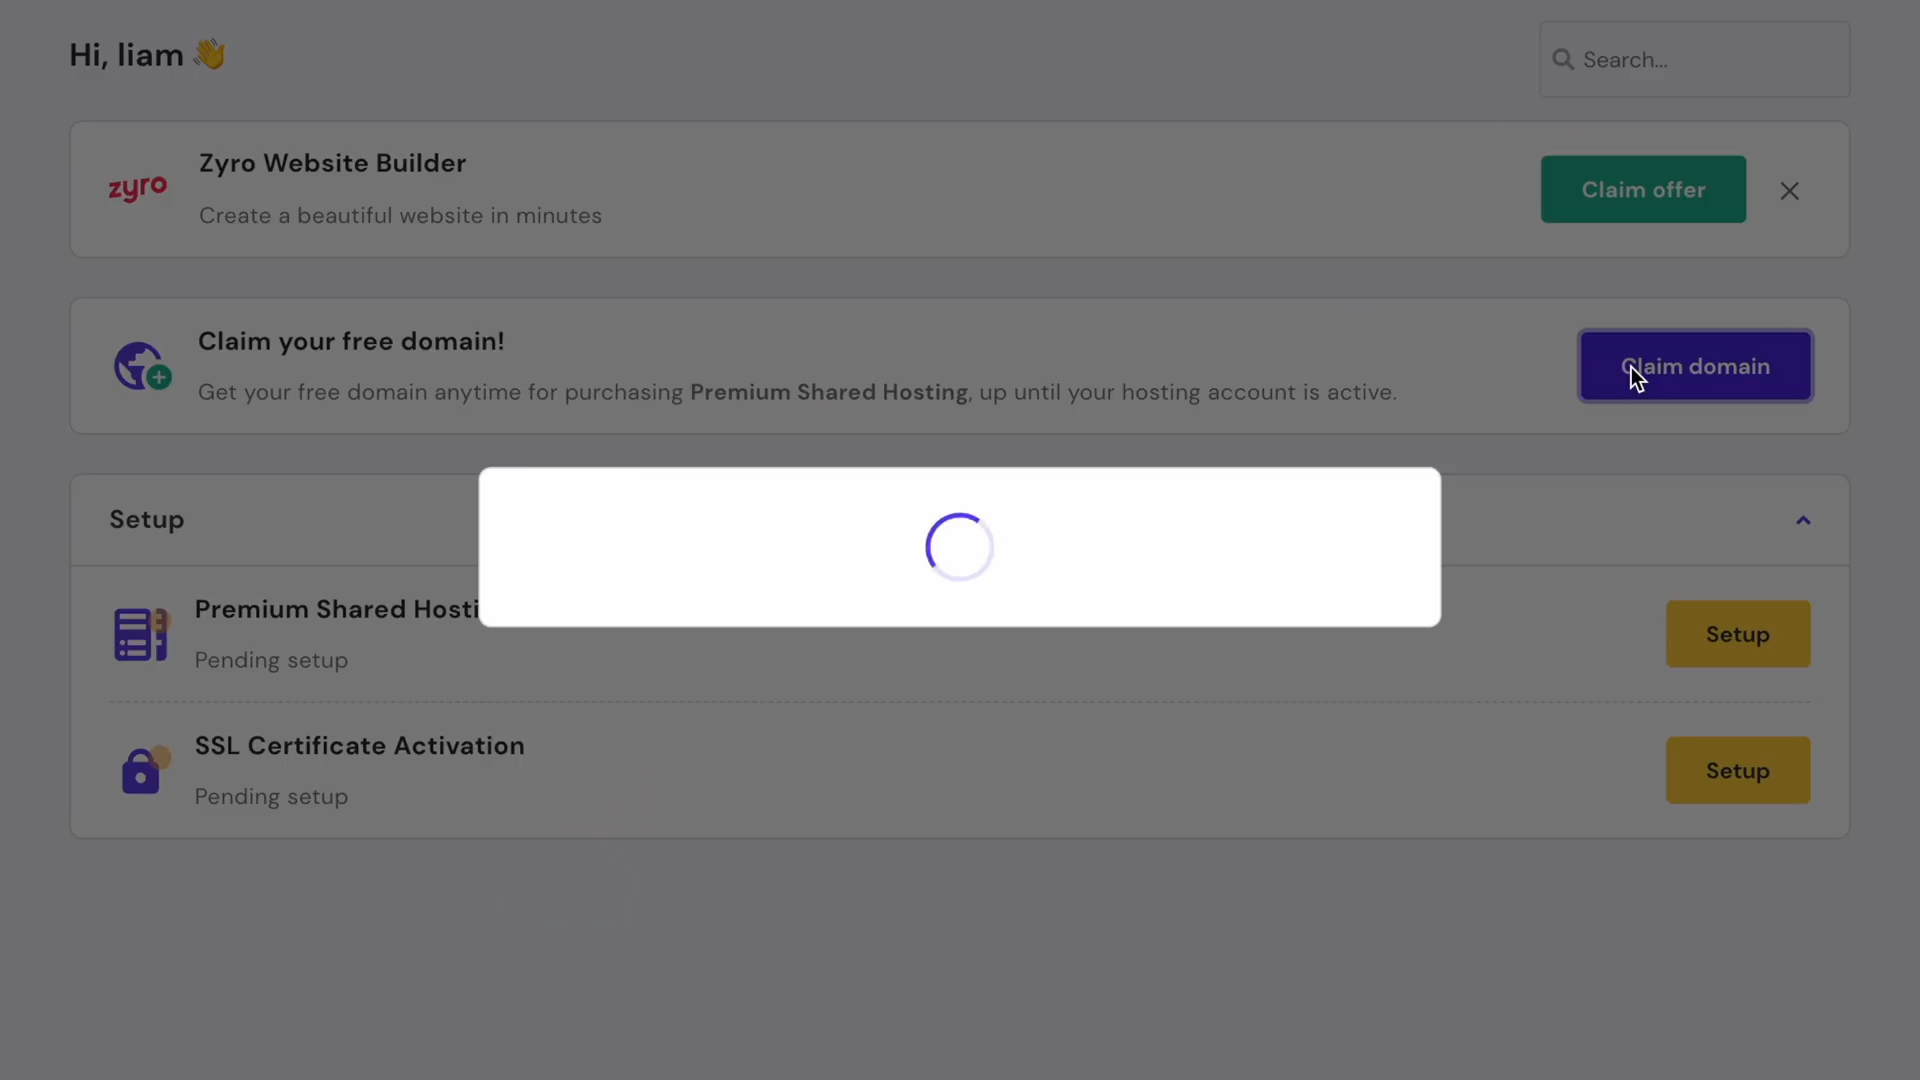 Hi, liam 👋
Search...
zyro
Zyro Website Builder
Create a beautiful website in minutes
Claim offer
Claim your free domain!
Get your free domain anytime for purchasing Premium Shared Hosting, up until your hosting account is active.
Claim domain
Setup
Premium Shared Hosti
Pending setup
Setup
SSL Certificate Activation
Pending setup
Setup